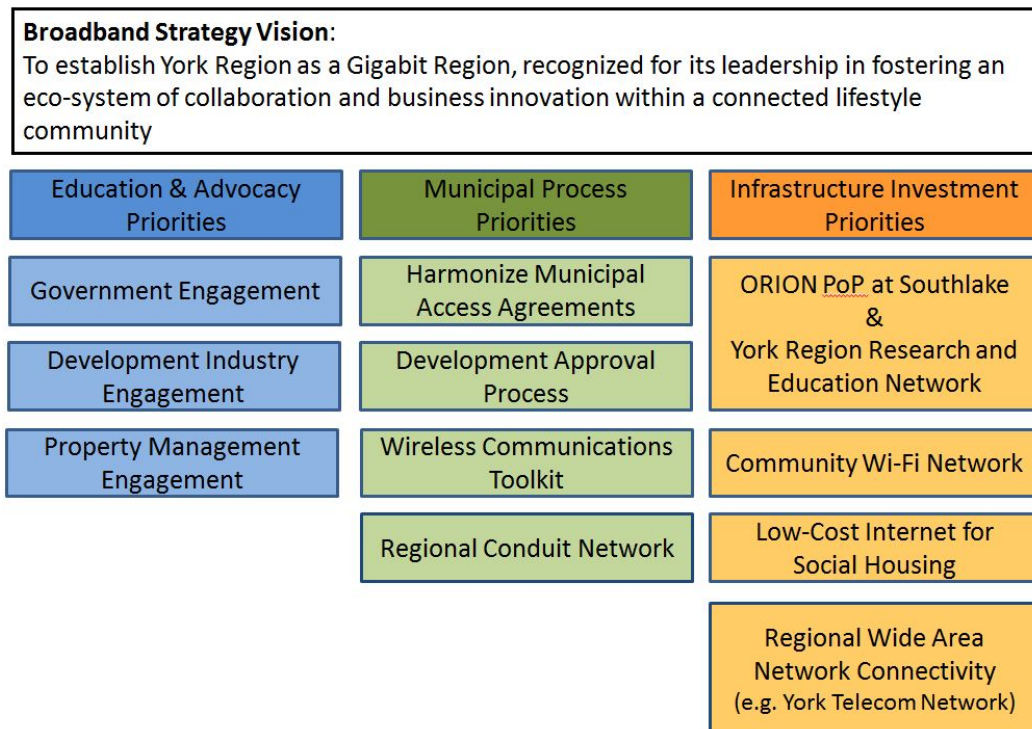 Broadband Strategy Vision:
To establish York Region as a Gigabit Region, recognized for its leadership in fostering an
eco-system of collaboration and business innovation within a connected lifestyle
community
Education & Advocacy
Priorities
Government Engagement
Development Industry
Engagement
Property Management
Engagement
Municipal Process
Priorities
Harmonize Municipal
Access Agreements
Development Approval
Process
Wireless Communications
Toolkit
Regional Conduit Network
Infrastructure Investment
Priorities
ORION PoP at Southlake
&
York Region Research and
Education Network
Community Wi-Fi Network
Low-Cost Internet for
Social Housing
Regional Wide Area
Network Connectivity
(e.g. York Telecom Network)